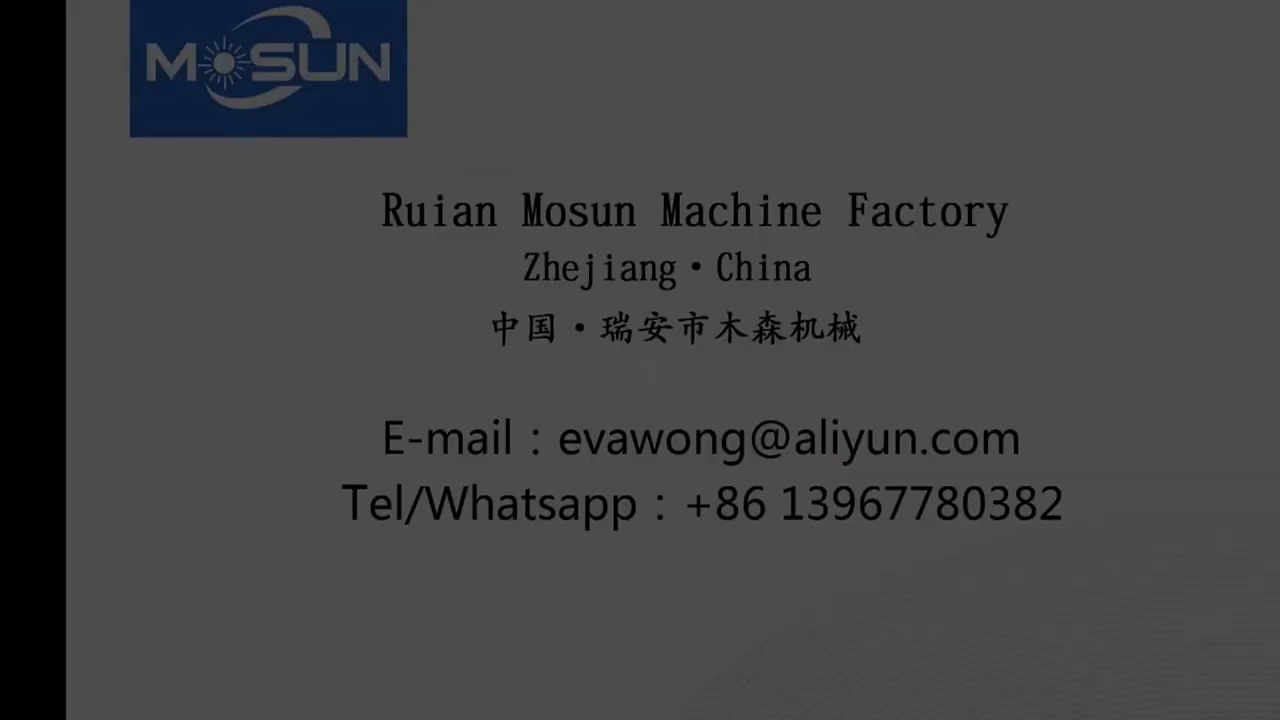 MOSUN
Ruian Mosun Machine Factory
Zhejiang·China
中国·瑞安市木森机械
E-mail：evawong@aliyun.com
Tel/Whatsapp：+86 13967780382